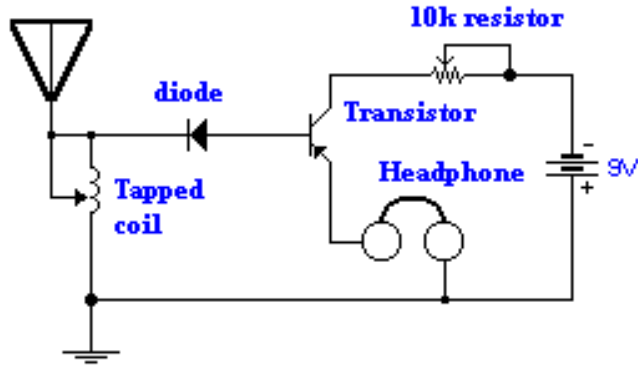 10k resistor
diode
Transistor
-
Headphone
9V
Tapped
coil
+